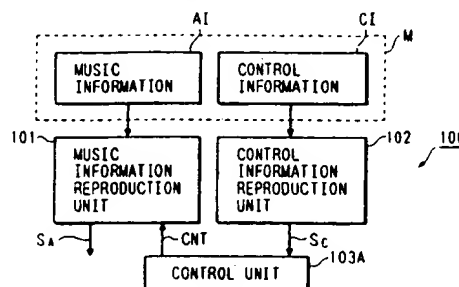 AI
CI
M
MUSIC
INFORMATION
CONTROL
INFORMATION
101
102
MUSIC
INFORMATION
REPRODUCTION
UNIT
CONTROL
INFORMATION
REPRODUCTION
UNIT
SA
CNT
SC
CONTROL UNIT
103A